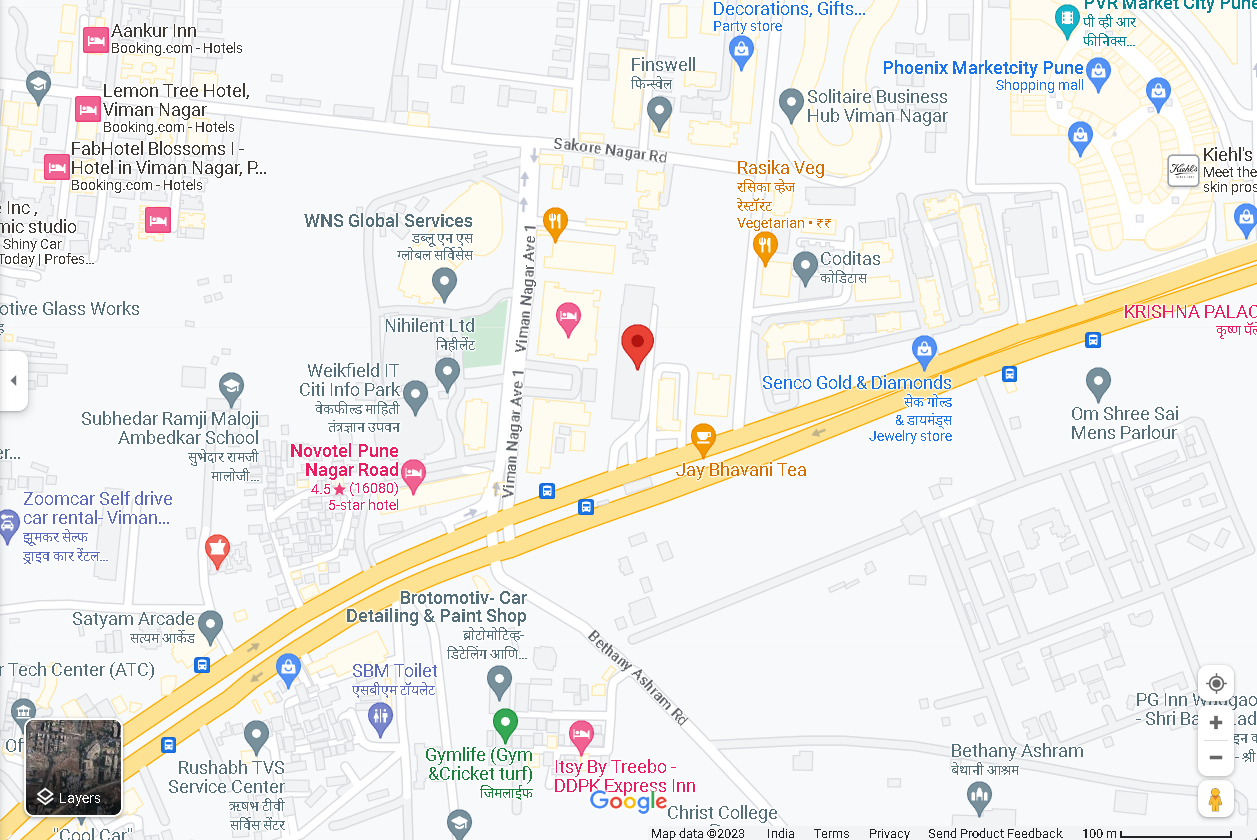 Decorations, Gifts...
Party store
PVR Market City Pune
पी व्ही आर
फीनिक्स...
Aankur Inn
Booking.com - Hotels
Finswell
फिन्स्वेल
Phoenix Marketcity Pune
Shopping mall
Lemon Tree Hotel,
Viman Nagar
Booking.com - Hotels
Solitaire Business
Hub Viman Nagar
FabHotel Blossoms I -
Hotel in Viman Nagar, P...
Booking.com - Hotels
Sakore Nagar Rd
Kiehl's
Kiehl's
Meet the
skin pros
Rasika Veg
रसिका व्हेज
रेस्टॉरंट
Vegetarian • ₹₹
e Inc ,
mic studio
Shiny Car
Today | Profes...
WNS Global Services
डब्लू एन एस
ग्लोबल सर्विसेस
Viman Nagar Ave 1
Coditas
कोडिटास
otive Glass Works
KRISHNA PALAC
Nihilent Ltd
निहीलेंट
Weikfield IT
Citi Info Park
वेकफील्ड माहिती
तंत्रज्ञान उपवन
Viman Nagar Ave 1
Senco Gold & Diamonds
सेंक गोल्ड
& डायमंड्स
Jewelry store
Om Shree Sai
Mens Parlour
Subhedar Ramji Maloji
Ambedkar School
सुभेदार रामजी
मालोजी...
Novotel Pune
Nagar Road
4.5★ (16080)
5-star hotel
Jay Bhavani Tea
Zoomcar Self drive
car rental- Viman...
झूमकर सेल्फ
ड्राइव कार रेंटल...
Brotomotiv- Car
Detailing & Paint Shop
ब्रोटोमोटिव्ह-
डिटेलिंग आणि...
Satyam Arcade
सत्यम आर्केड
Bethany Ashram Rd
r Tech Center (ATC)
SBM Toilet
एसबीएम टॉयलेट
PG Inn Wadgao
- Shri Ba
Gymlife (Gym
&Cricket turf)
जिमलाईफ
Itsy By Treebo -
DDPK Express Inn
Bethany Ashram
बेथानी आश्रम
Rushabh TVS
Service Center
ऋषभ टीवी
सर्विस सेंटर
Layers
Google
Christ College
"Cool Car"
Map data ©2023 India Terms Privacy Send Product Feedback 100 m